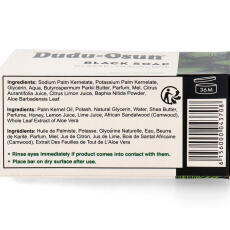 Dudu-Osun
BLACK SOAP
Ingredients: Sodium Palm Kernelate,
Glycerin, Aqua, Butyrospermum Parkii Butter, Parfum, Mel, Citrus
Aurantifolia Juice, Citrus Limon Juice, Baphia Nitida Powder,
Aloe Barbadensis Leaf
36M
Ingredients: Palm Kernel Oil, Potash, Natural Glycerin, Water, Shea Butter,
Perfume, Honey, Lemon Juice, Lime Juice, African Sandalwood (Camwood),
Whole Leaf Extract of Aloe Vera
Ingrédients: Huile de Palmiste, Potasse, Glycérine Naturelle, Eau, Beurre
de Karité, Parfum, Miel, Jus de Citron, Jus de Lime, Bois de Santal Africaine
(Camwood), Extrait Des Feuilles de Tout de L'Aloe Vera
• Rinse eyes immediately if product comes into contact with them.
• Place bar on dry surface after use.